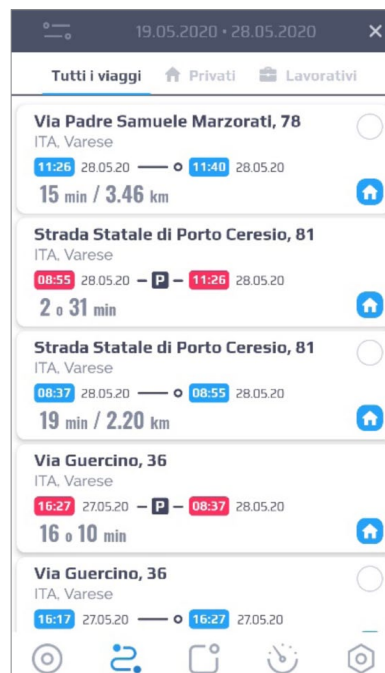 19.05.2020 • 28.05.2020
Tutti i viaggi Privati Lavorativi
Via Padre Samuele Marzorati, 78
ITA, Varese
11:26 28.05.20 11:40 28.05.20
15 min / 3.46 km
Strada Statale di Porto Ceresio, 81
ITA, Varese
08:55 28.05.20 P 11:26 28.05.20
2 o 31 min
Strada Statale di Porto Ceresio, 81
ITA, Varese
08:37 28.05.20 08:55 28.05.20
19 min / 2.20 km
Via Guercino, 36
ITA, Varese
16:27 27.05.20 P 08:37 28.05.20
16 o 10 min
Via Guercino, 36
ITA, Varese
16:17 27.05.20 16:27 27.05.20